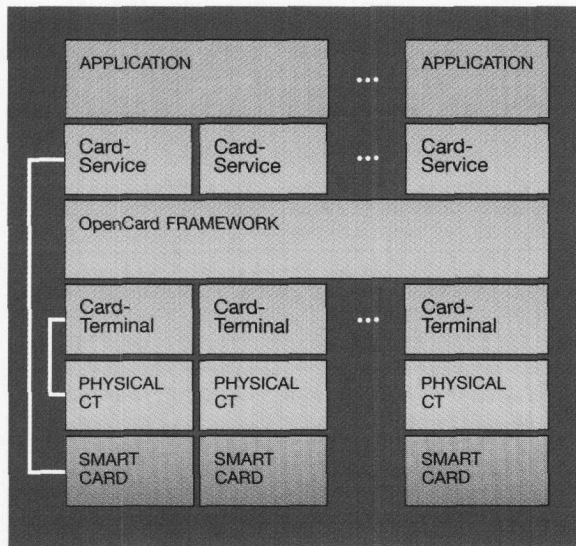 APPLICATION ... APPLICATION
Card- Card- Card-
Service Service ... Service
OpenCard FRAMEWORK
Card- Card- Card-
Terminal Terminal ... Terminal
PHYSICAL PHYSICAL PHYSICAL
CT CT CT
SMART SMART SMART
CARD CARD CARD